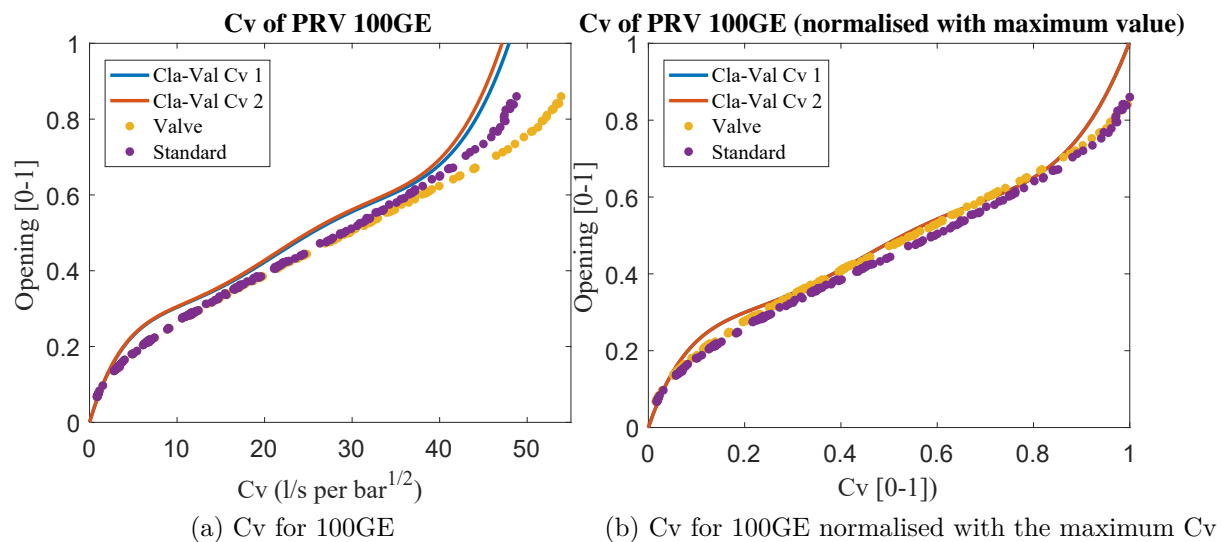 Cv of PRV 100GE
1
0.8
0.6
0.4
0.2
0
Opening [0-1]
Cla-Val Cv 1
Cla-Val Cv 2
Valve
Standard
0 10 20 30 40 50
Cv (l/s per bar^1/2)
(a) Cv for 100GE
Cv of PRV 100GE (normalised with maximum value)
1
0.8
0.6
0.4
0.2
0
Opening [0-1]
Cla-Val Cv 1
Cla-Val Cv 2
Valve
Standard
0 0.2 0.4 0.6 0.8 1
Cv [0-1])
(b) Cv for 100GE normalised with the maximum Cv